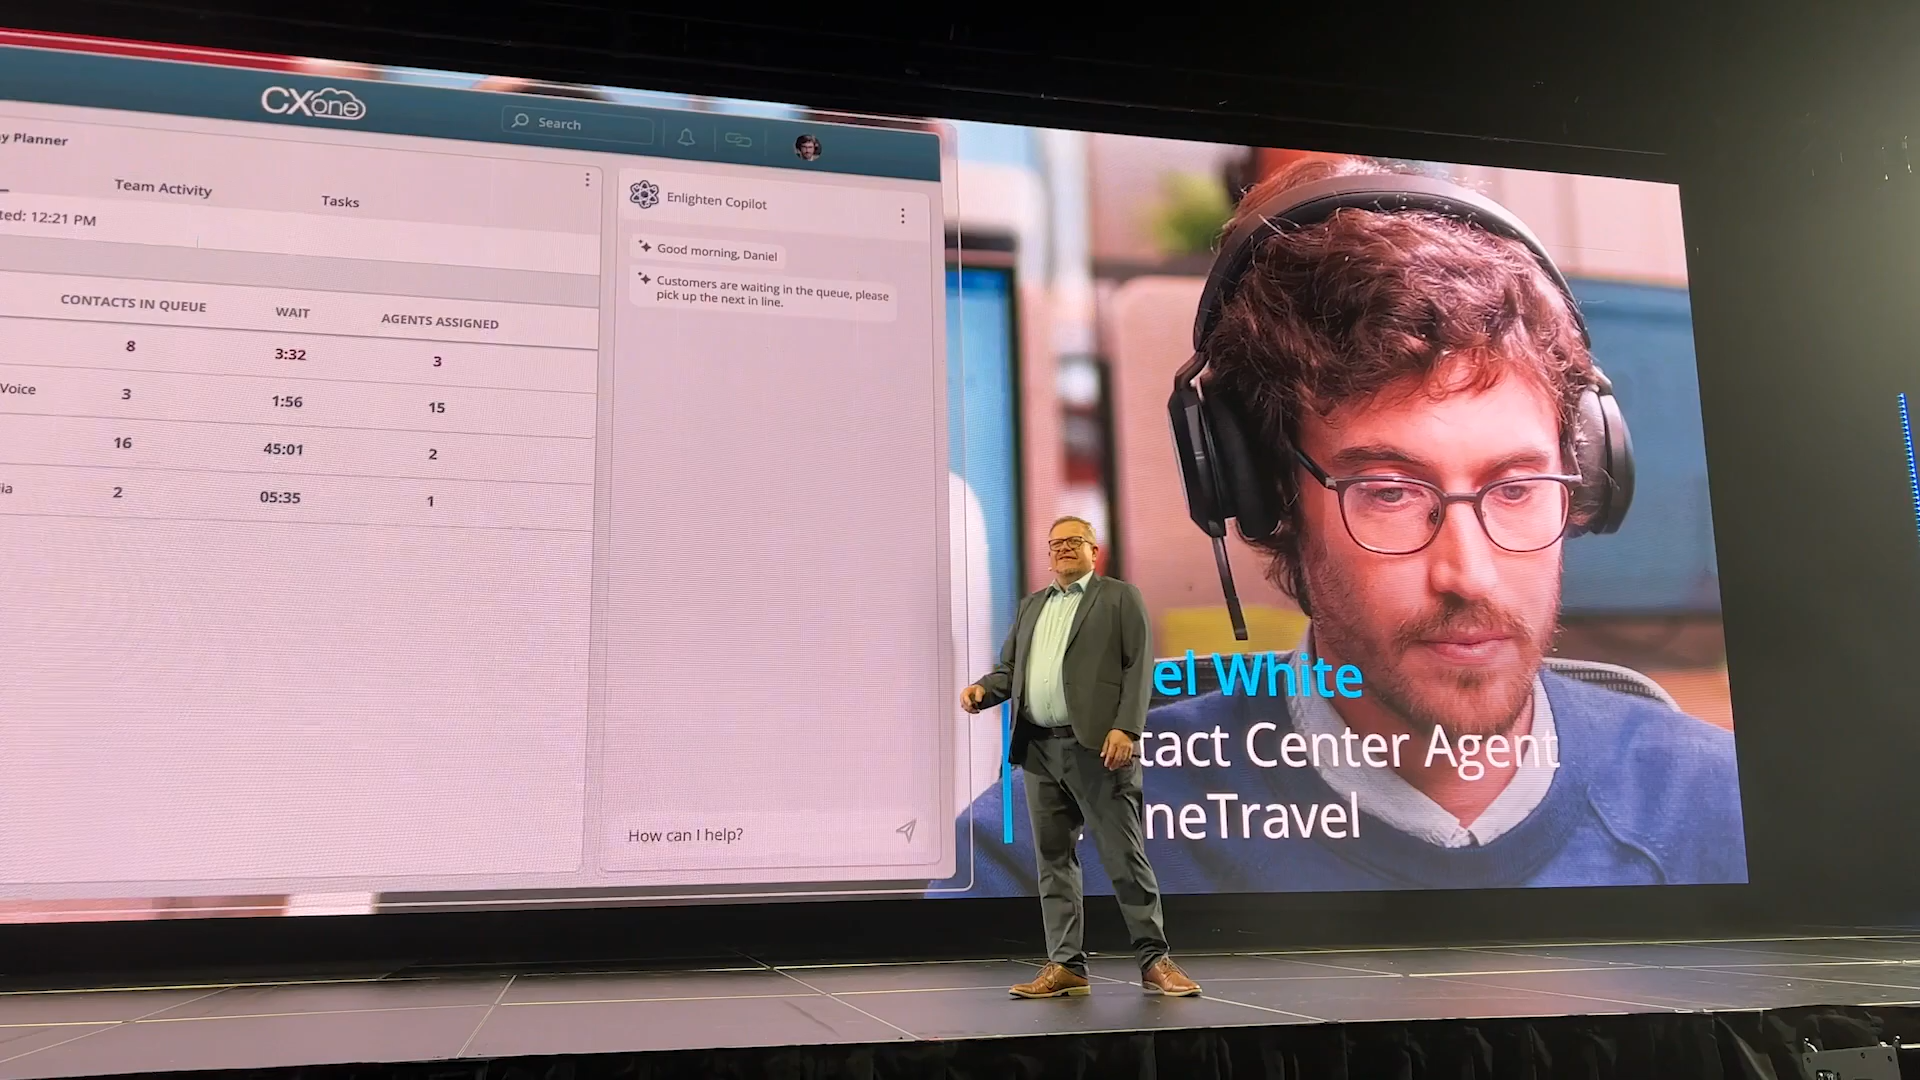 CXone
Search
y Planner
Team Activity
Tasks
ted: 12:21 PM
CONTACTS IN QUEUE WAIT AGENTS ASSIGNED
8 3:32 3
Voice 3 1:56 15
16 45:01 2
ia 2 05:35 1
Enlighten Copilot
Good morning, Daniel
Customers are waiting in the queue, please
pick up the next in line.
How can I help?
el White
tact Center Agent
neTravel